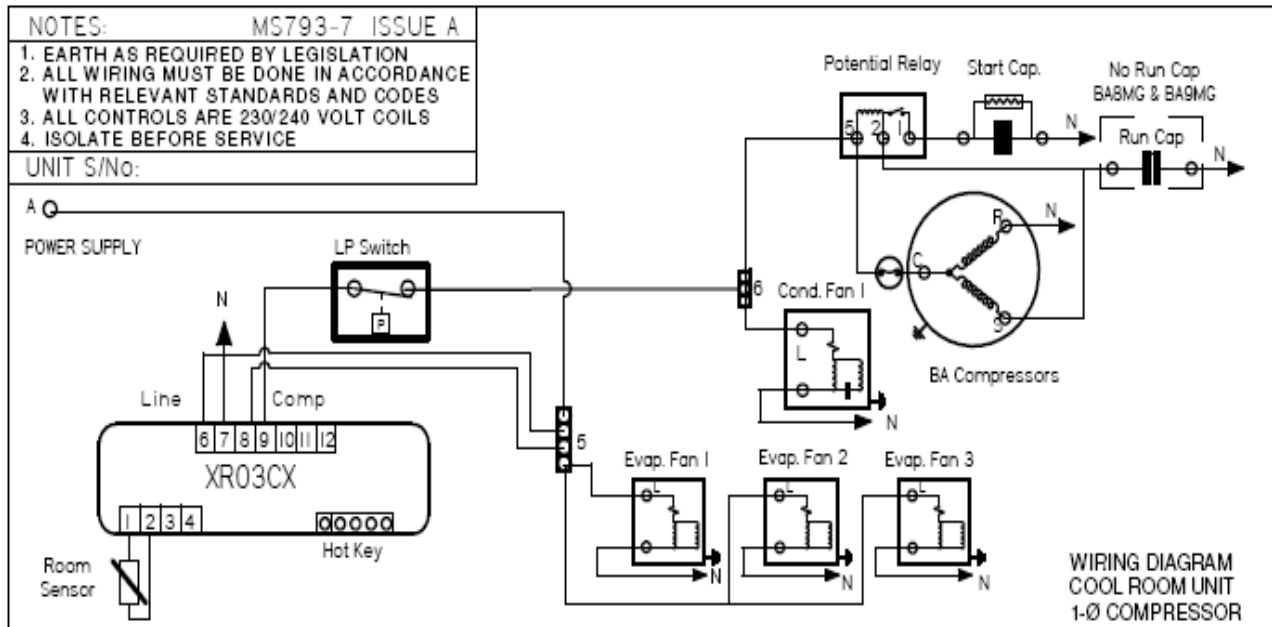 NOTES: MS793-7 ISSUE A
1. EARTH AS REQUIRED BY LEGISLATION
2. ALL WIRING MUST BE DONE IN ACCORDANCE
WITH RELEVANT STANDARDS AND CODES
3. ALL CONTROLS ARE 230/240 VOLT COILS
4. ISOLATE BEFORE SERVICE
UNIT S/No:
Potential Relay
Start Cap.
No Run Cap
BA8MG & BA9MG
5 2 1
N
Run Cap
N
A
POWER SUPPLY
LP Switch
P
N
R
N
C
S
6
Cond. Fan 1
L
N
BA Compressors
Line
Comp
6 7 8 9 10 11 12
XR03CX
5
1 2 3 4
Hot Key
Room
Sensor
Evap. Fan 1
L
N
Evap. Fan 2
L
N
Evap. Fan 3
L
N
WIRING DIAGRAM
COOL ROOM UNIT
1-Ø COMPRESSOR